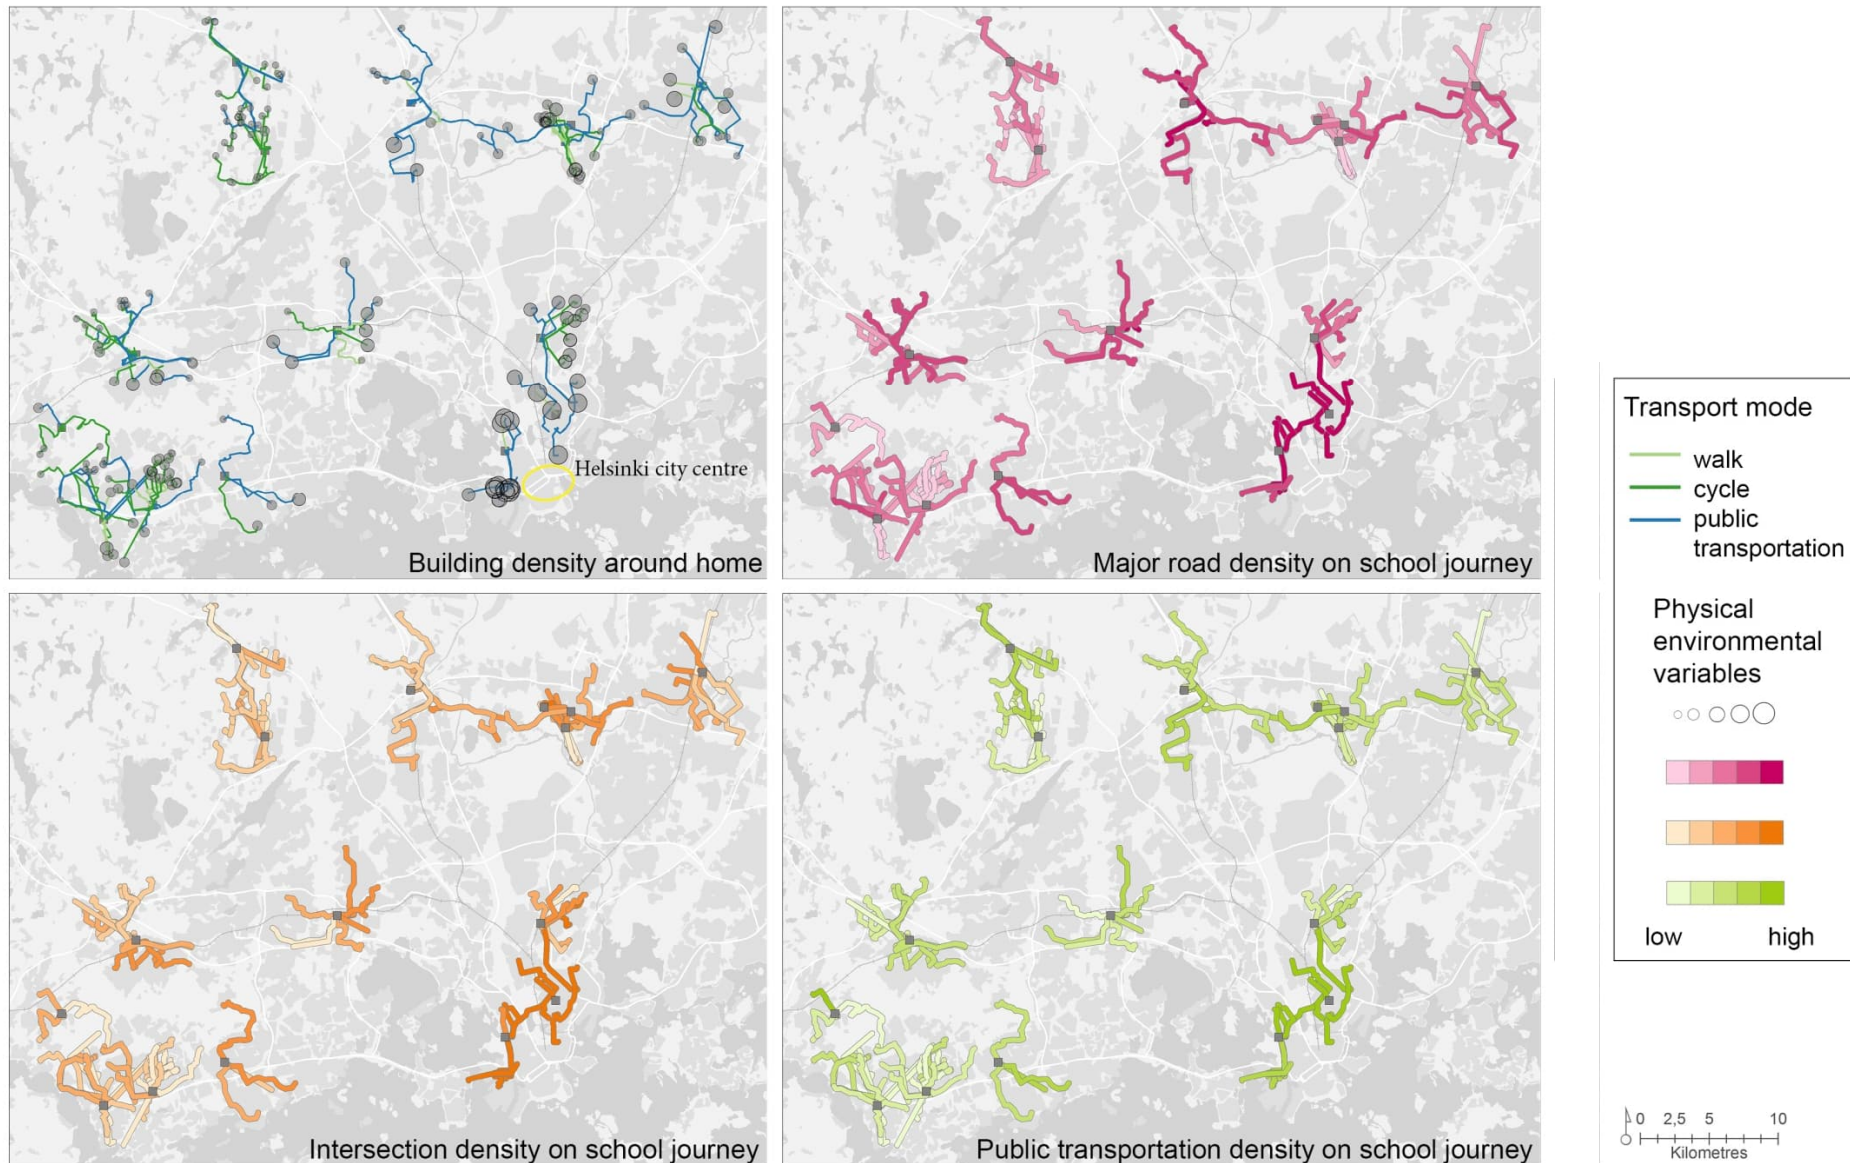 Helsinki city centre
Building density around home
Major road density on school journey
Intersection density on school journey
Public transportation density on school journey
Transport mode
walk
cycle
public
transportation
Physical
environmental
variables
low high
0 2,5 5 10
Kilometres